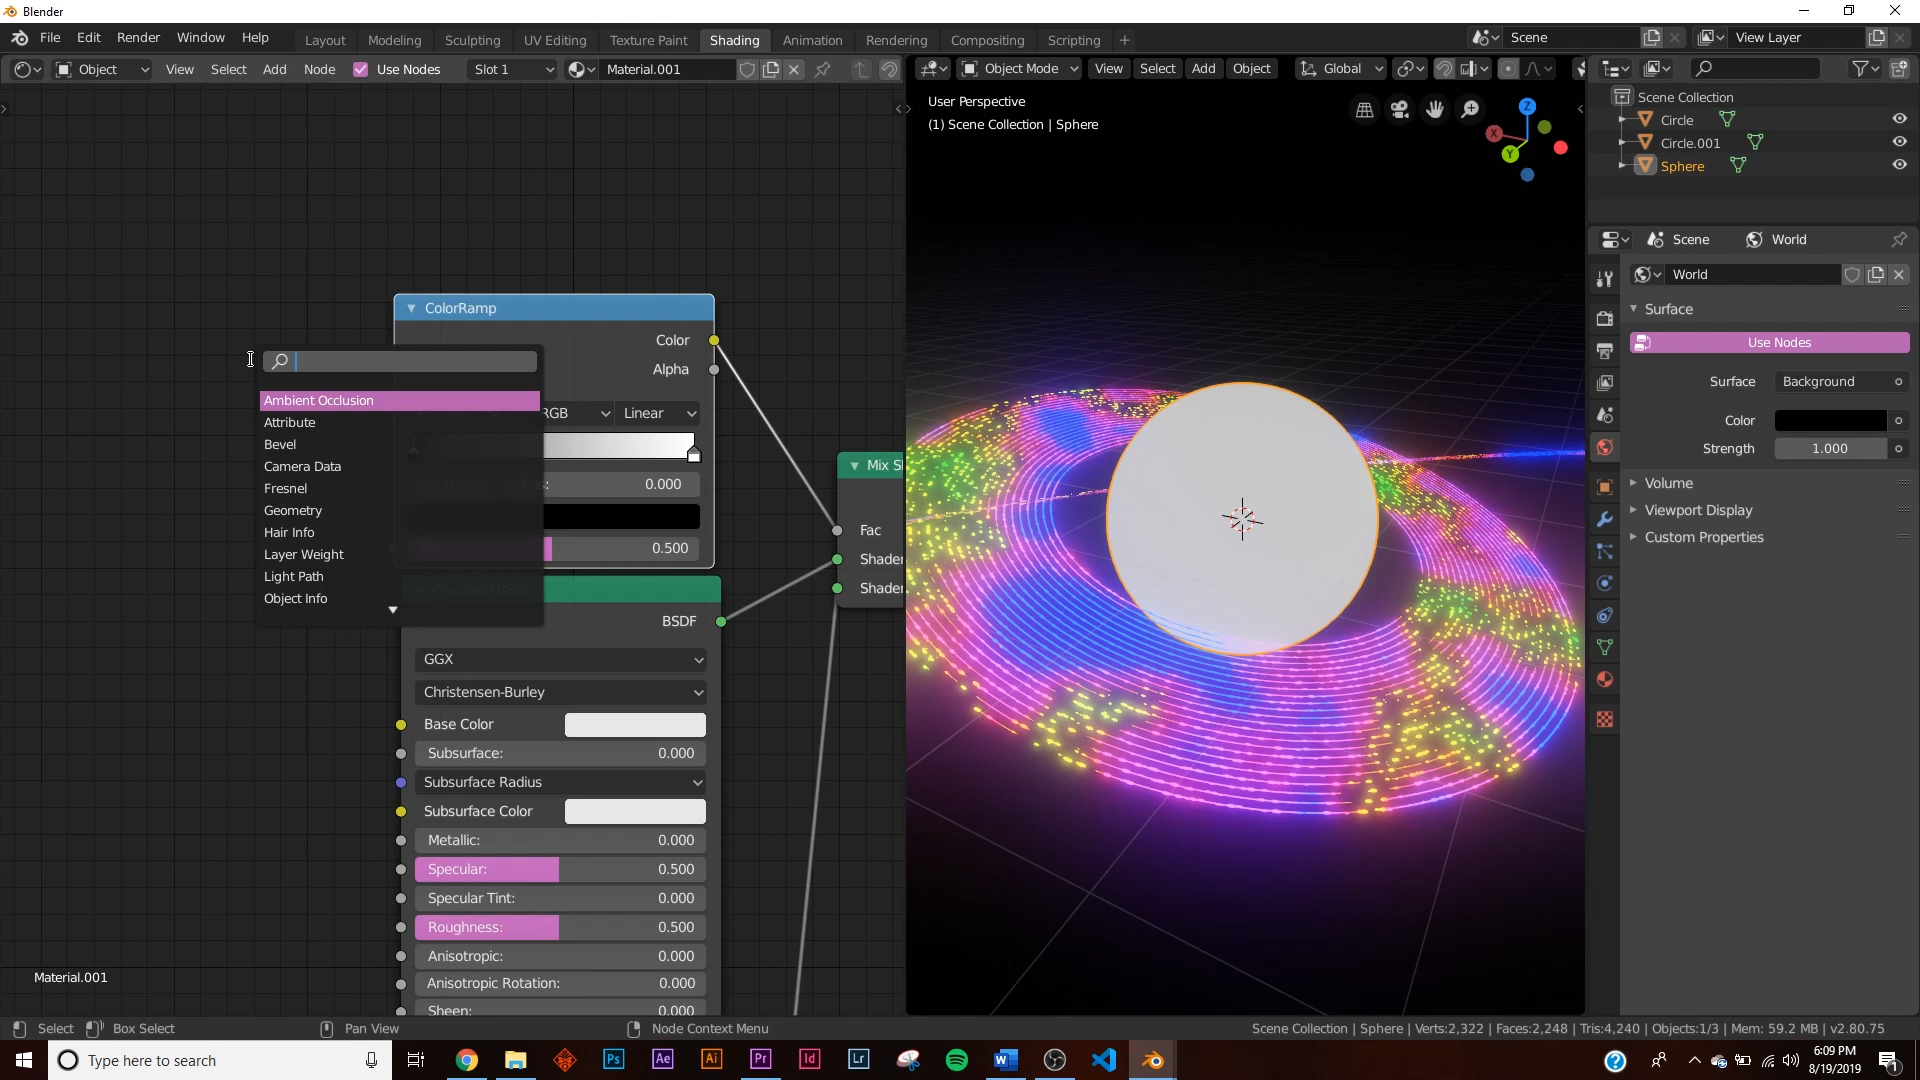 Blender
File Edit Render Window Help Layout Modeling Sculpting UV Editing Texture Paint Shading Animation Rendering Compositing Scripting + Scene View Layer
Object View Select Add Node Use Nodes Slot 1 Material.001 Object Mode View Select Add Object Global
User Perspective
(1) Scene Collection | Sphere
Z
X
Y
Scene Collection
Circle
Circle.001
Sphere
Scene World
World
Surface
Use Nodes
Surface Background
Color
Strength 1.000
Volume
Viewport Display
Custom Properties
ColorRamp
Color
Alpha
RGB Linear
0.000
0.500
Ambient Occlusion
Attribute
Bevel
Camera Data
Fresnel
Geometry
Hair Info
Layer Weight
Light Path
Object Info
Mix S
Fac
Shader
Shader
BSDF
GGX
Christensen-Burley
Base Color
Subsurface: 0.000
Subsurface Radius
Subsurface Color
Metallic: 0.000
Specular: 0.500
Specular Tint: 0.000
Roughness: 0.500
Anisotropic: 0.000
Anisotropic Rotation: 0.000
Sheen: 0.000
Material.001
Select Box Select Pan View Node Context Menu Scene Collection | Sphere | Verts:2,322 | Faces:2,248 | Tris:4,240 | Objects:1/3 | Mem: 59.2 MB | v2.80.75
Type here to search Ps Ae Ai Pr Id Lr W
6:09 PM
8/19/2019
1